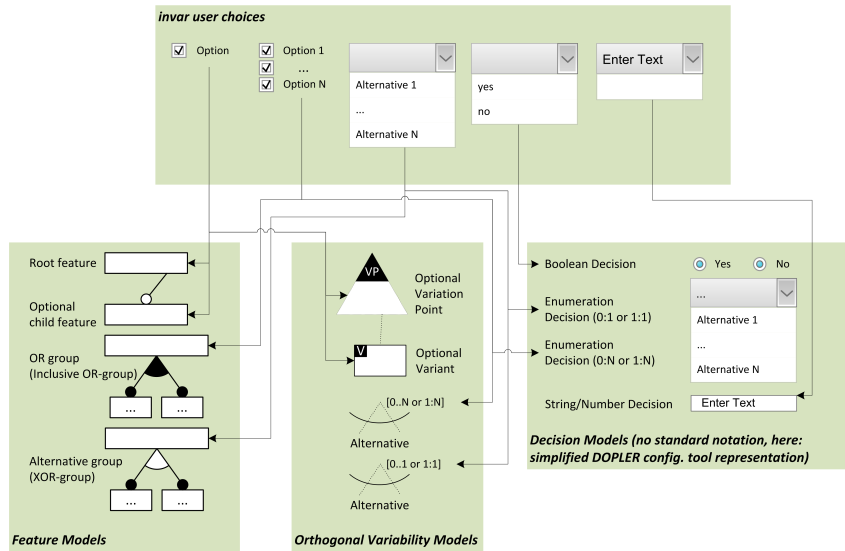 invar user choices
Option
Option 1
...
Option N
Alternative 1
...
Alternative N
yes
no
Enter Text
Root feature
Optional
child feature
OR group
(Inclusive OR-group)
... ...
Alternative group
(XOR-group)
... ...
Feature Models
VP
Optional
Variation
Point
V
Optional
Variant
[0..N or 1:N]
Alternative
[0..1 or 1:1]
Alternative
Orthogonal Variability Models
Boolean Decision
Yes No
Enumeration
Decision (0:1 or 1:1)
Enumeration
Decision (0:N or 1:N)
...
Alternative 1
...
Alternative N
String/Number Decision
Enter Text
Decision Models (no standard notation, here:
simplified DOPLER config. tool representation)